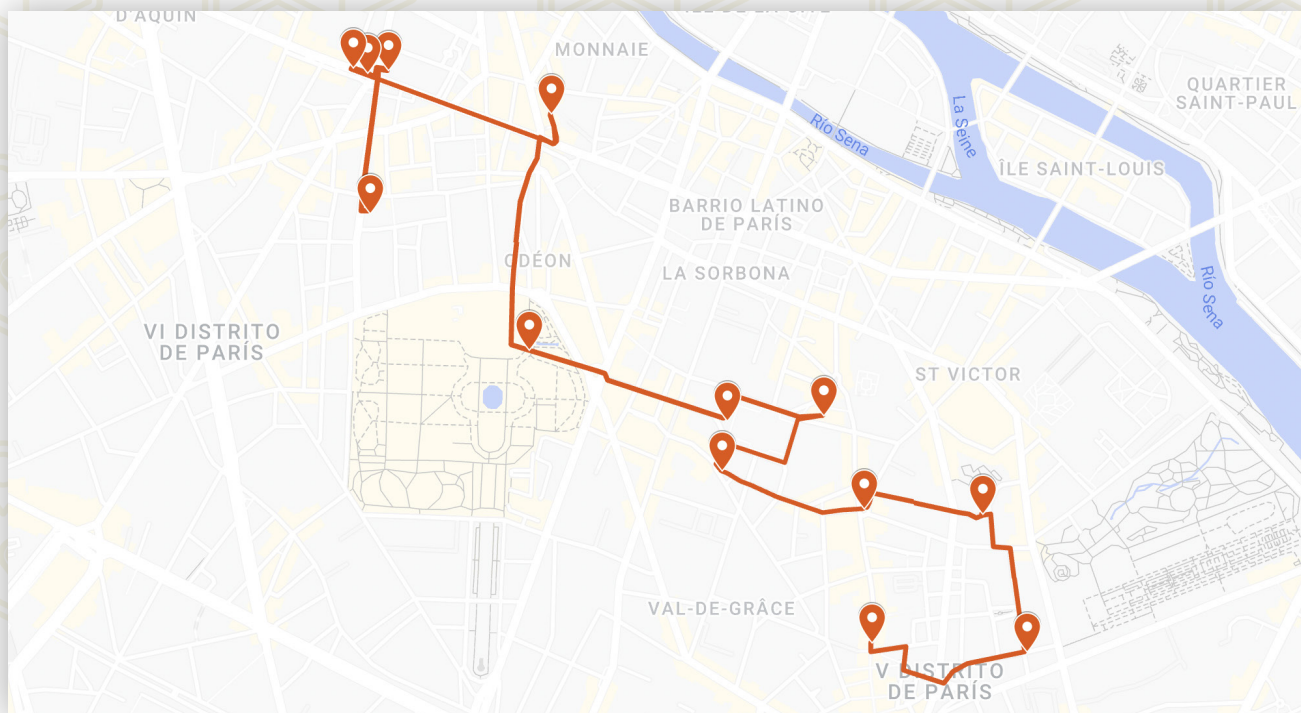 D'AQUIN
MONNAIE
QUARTIER
SAINT-PAUL
La Seine
Río Sena
ÎLE SAINT-LOUIS
BARRIO LATINO
DE PARÍS
ODÉON
LA SORBONA
Río Sena
VI DISTRITO
DE PARÍS
ST VICTOR
VAL-DE-GRÂCE
V DISTRITO
DE PARÍS